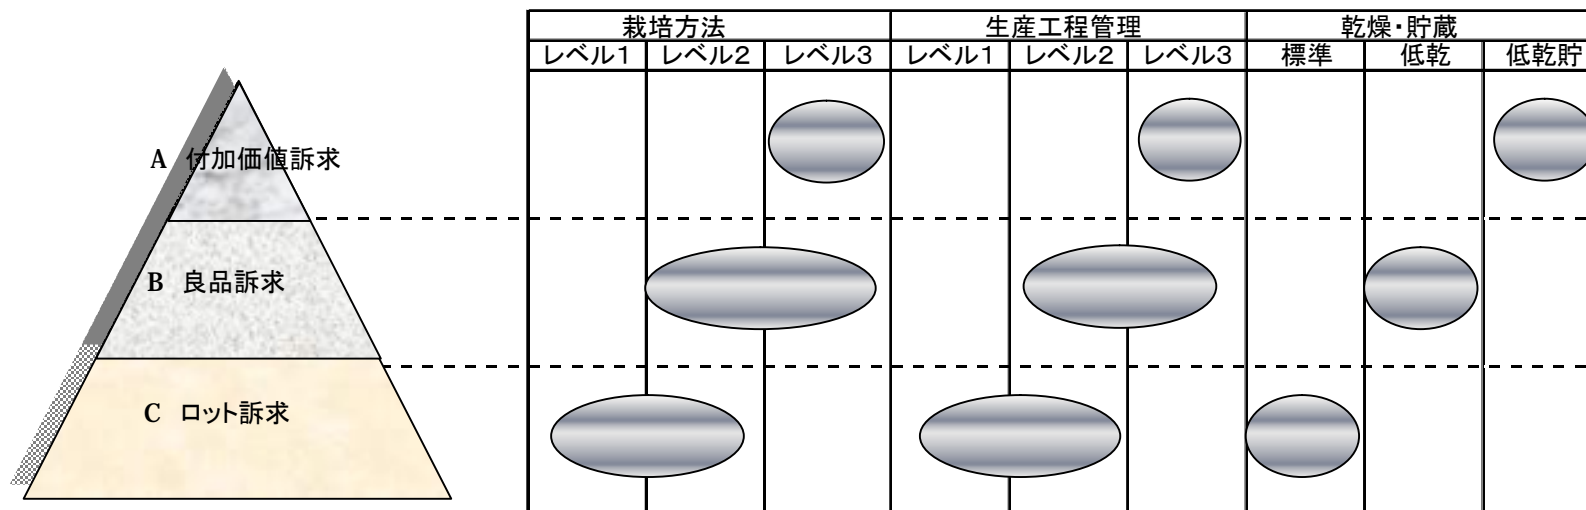 栽培方法 生産工程管理 乾燥・貯蔵
レベル1 レベル2 レベル3 レベル1 レベル2 レベル3 標準 低乾 低乾貯
A 付加価値訴求
B 良品訴求
C ロット訴求